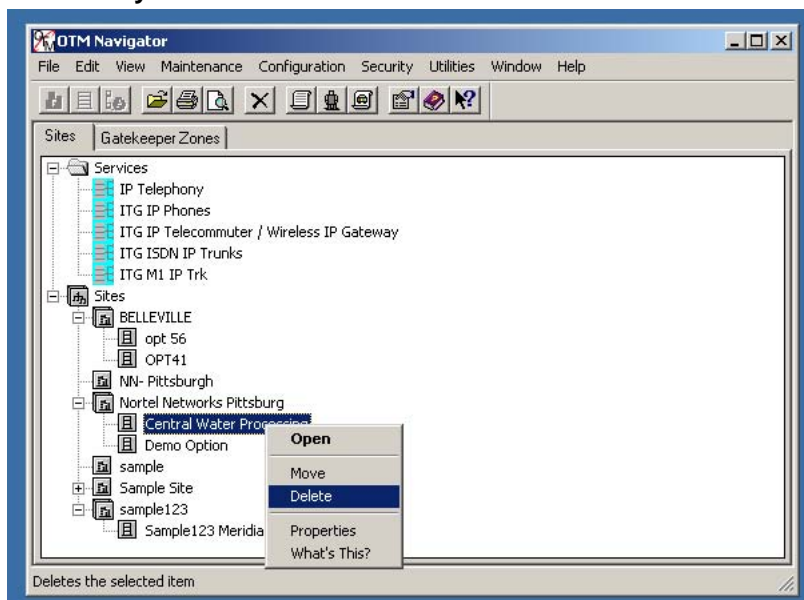 OTM Navigator
File Edit View Maintenance Configuration Security Utilities Window Help
Sites Gatekeeper Zones
Services
IP Telephony
ITG IP Phones
ITG IP Telecommuter / Wireless IP Gateway
ITG ISDN IP Trunks
ITG M1 IP Trk
Sites
BELLEVILLE
opt 56
OPT41
NN- Pittsburgh
Nortel Networks Pittsburg
Central Water Processing
Demo Option
sample
Sample Site
sample123
Sample123 Meridia
Open
Move
Delete
Properties
What's This?
Deletes the selected item